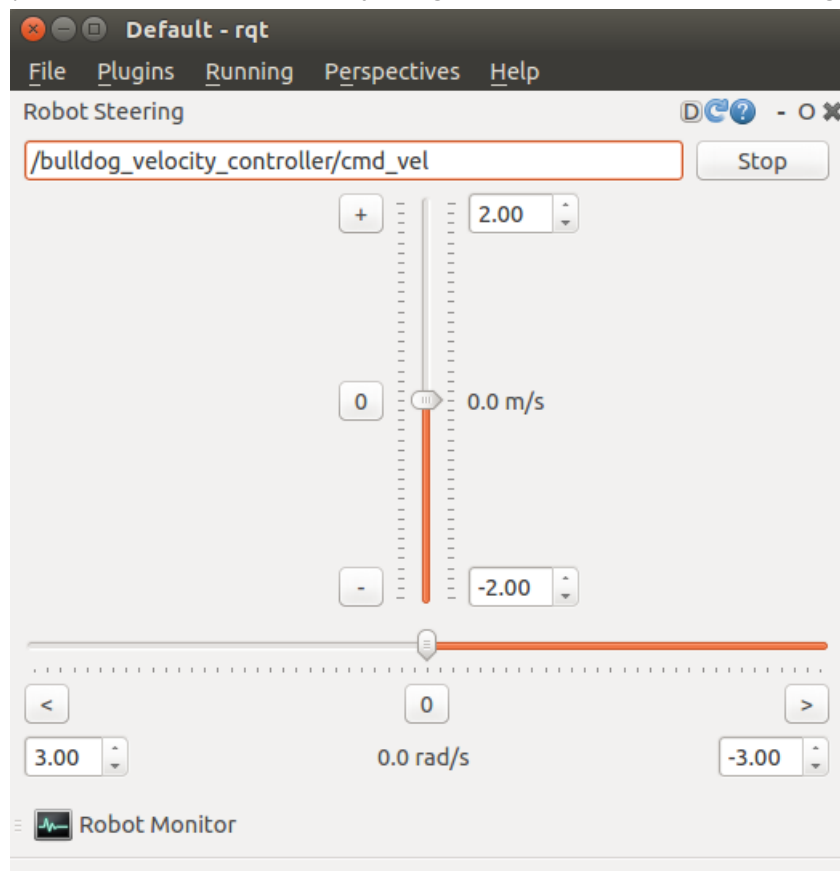 Default - rqt
File Plugins Running Perspectives Help
Robot Steering D ? - O ✖
/bulldog_velocity_controller/cmd_vel Stop
+ 2.00
0 0.0 m/s
- -2.00
< 0 >
3.00 0.0 rad/s -3.00
Robot Monitor